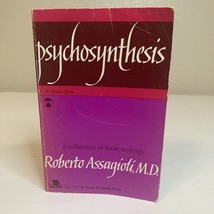 psychosynthesis
A collection of basic writings
Roberto Assagioli, M.D.